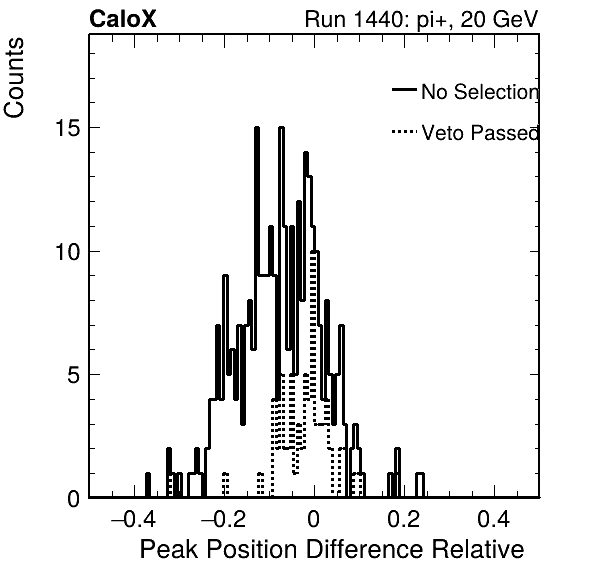 CaloX Run 1440: pi+, 20 GeV
Counts
No Selection
Veto Passed
15
10
5
0
−0.4 −0.2 0 0.2 0.4
Peak Position Difference Relative